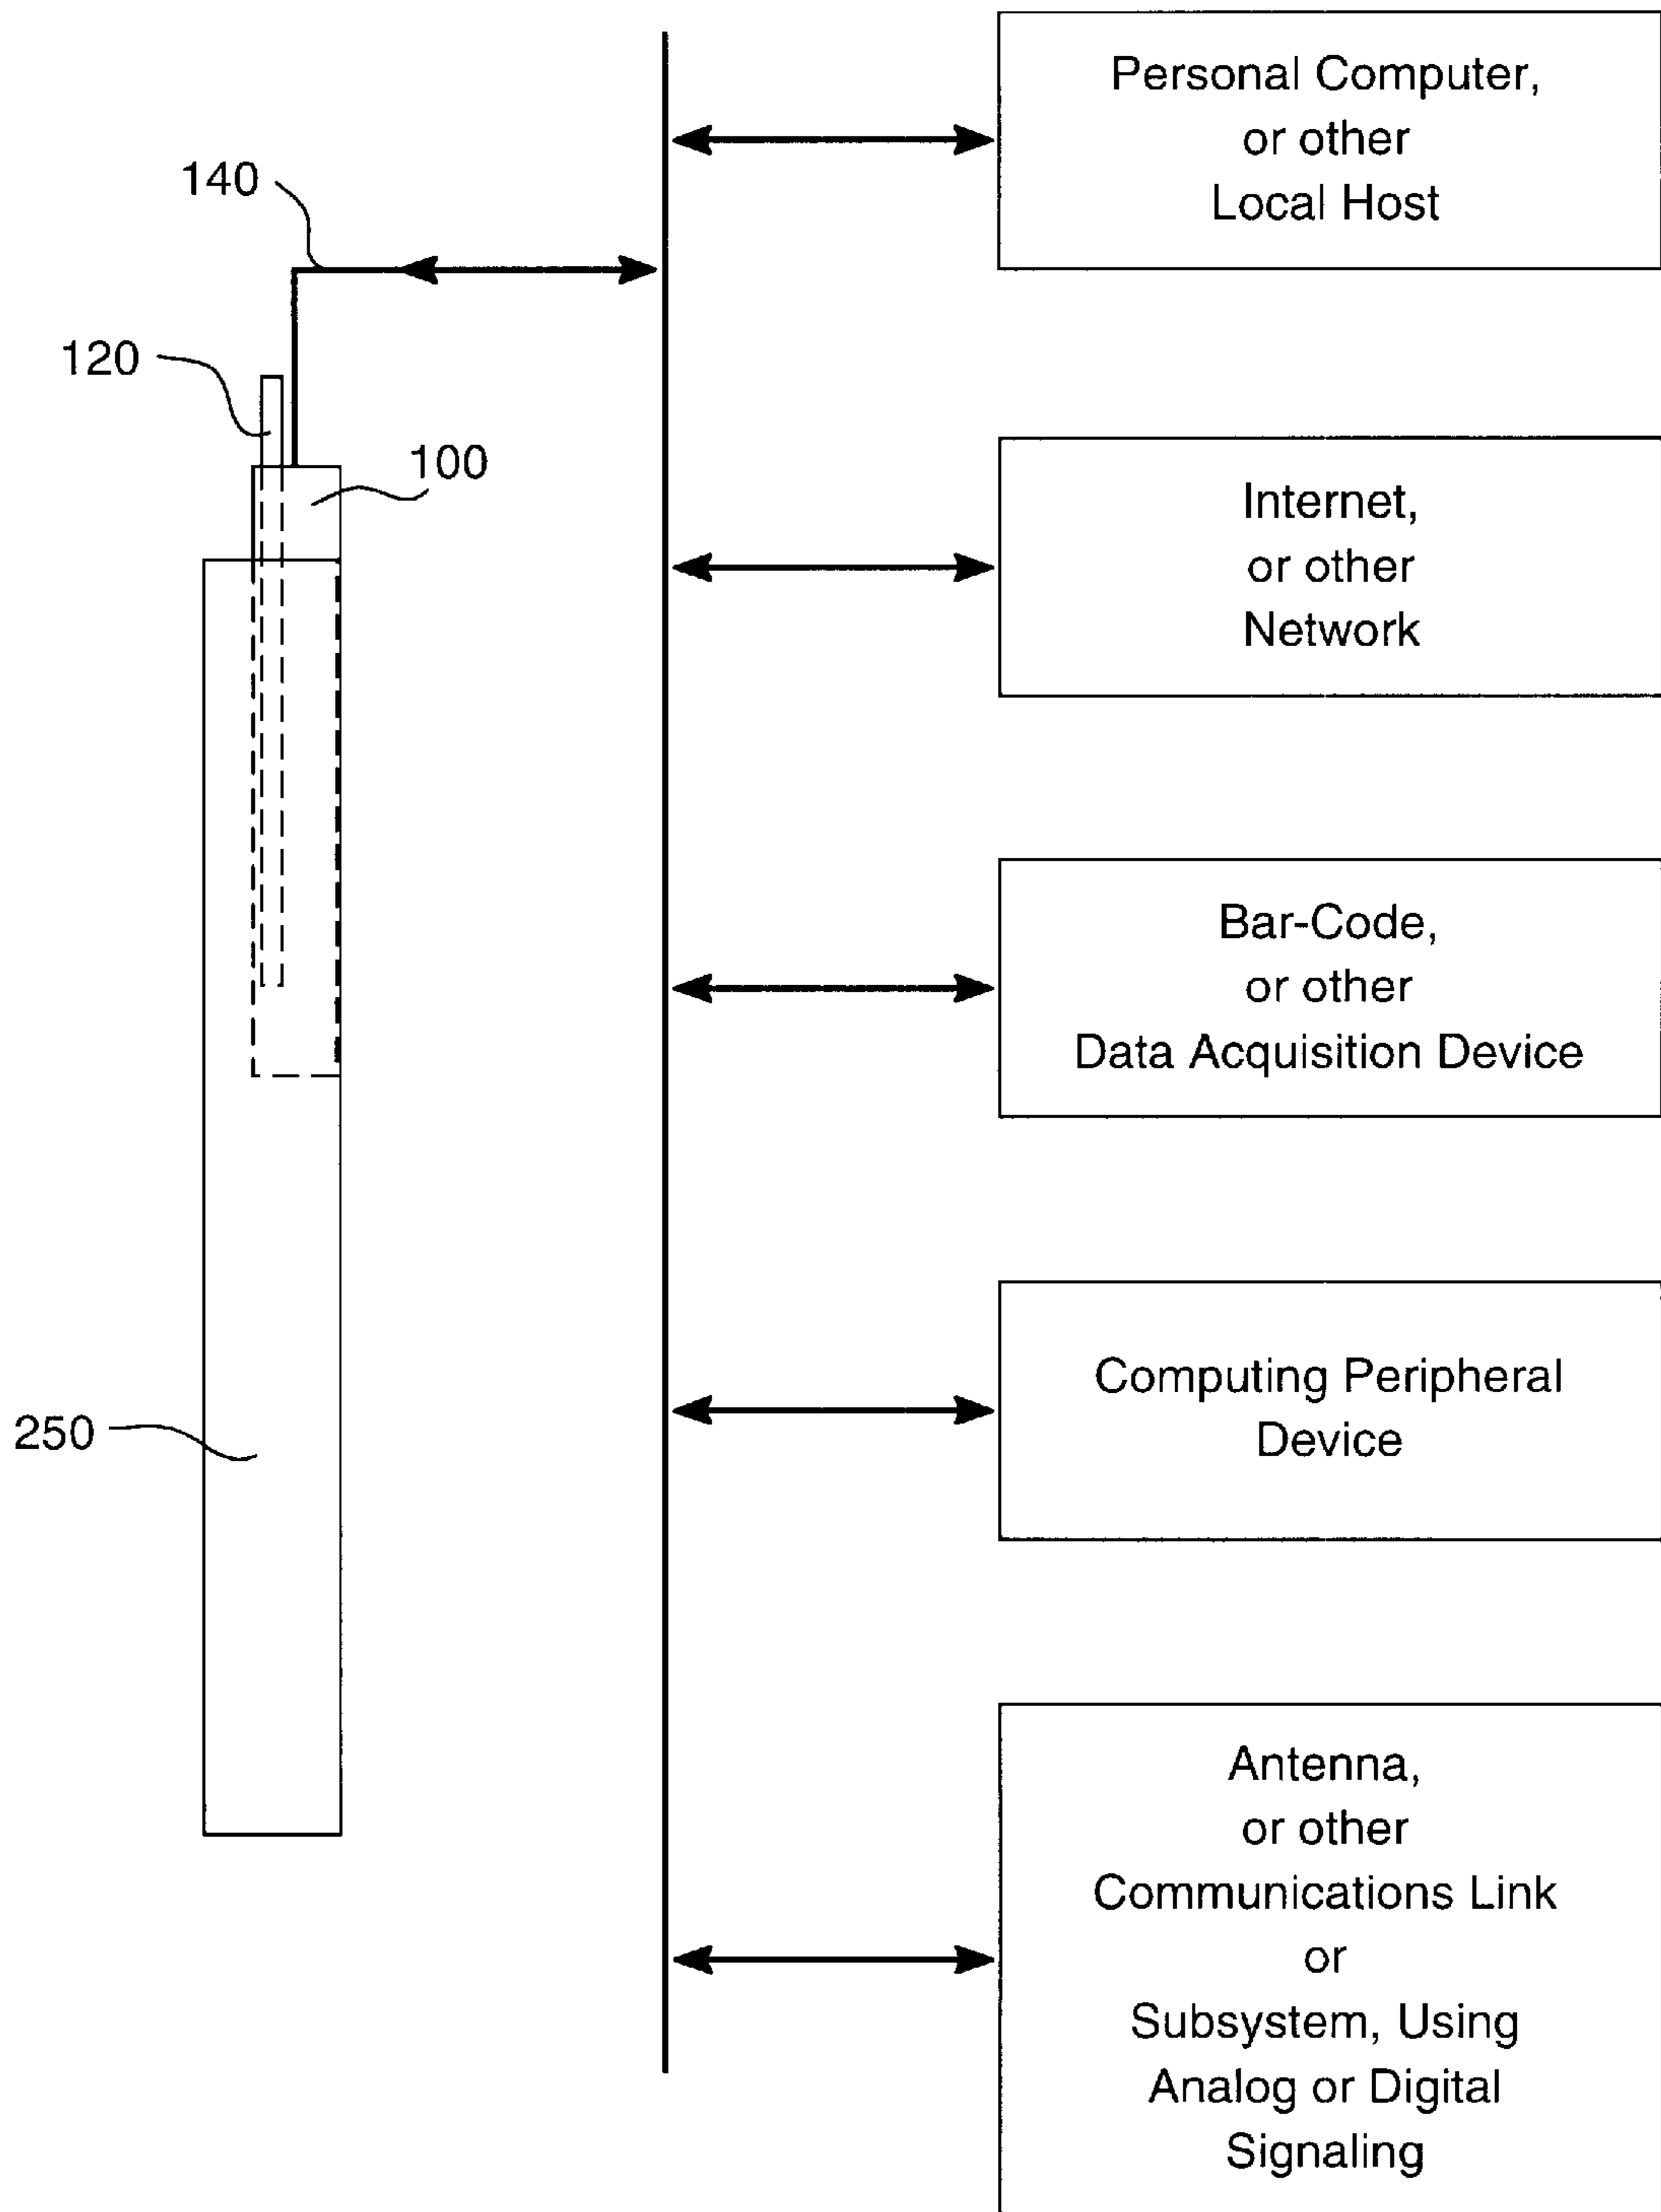 Personal Computer,
or other
Local Host
140
120
100
Internet,
or other
Network
Bar-Code,
or other
Data Acquisition Device
Computing Peripheral
Device
250
Antenna,
or other
Communications Link
or
Subsystem, Using
Analog or Digital
Signaling